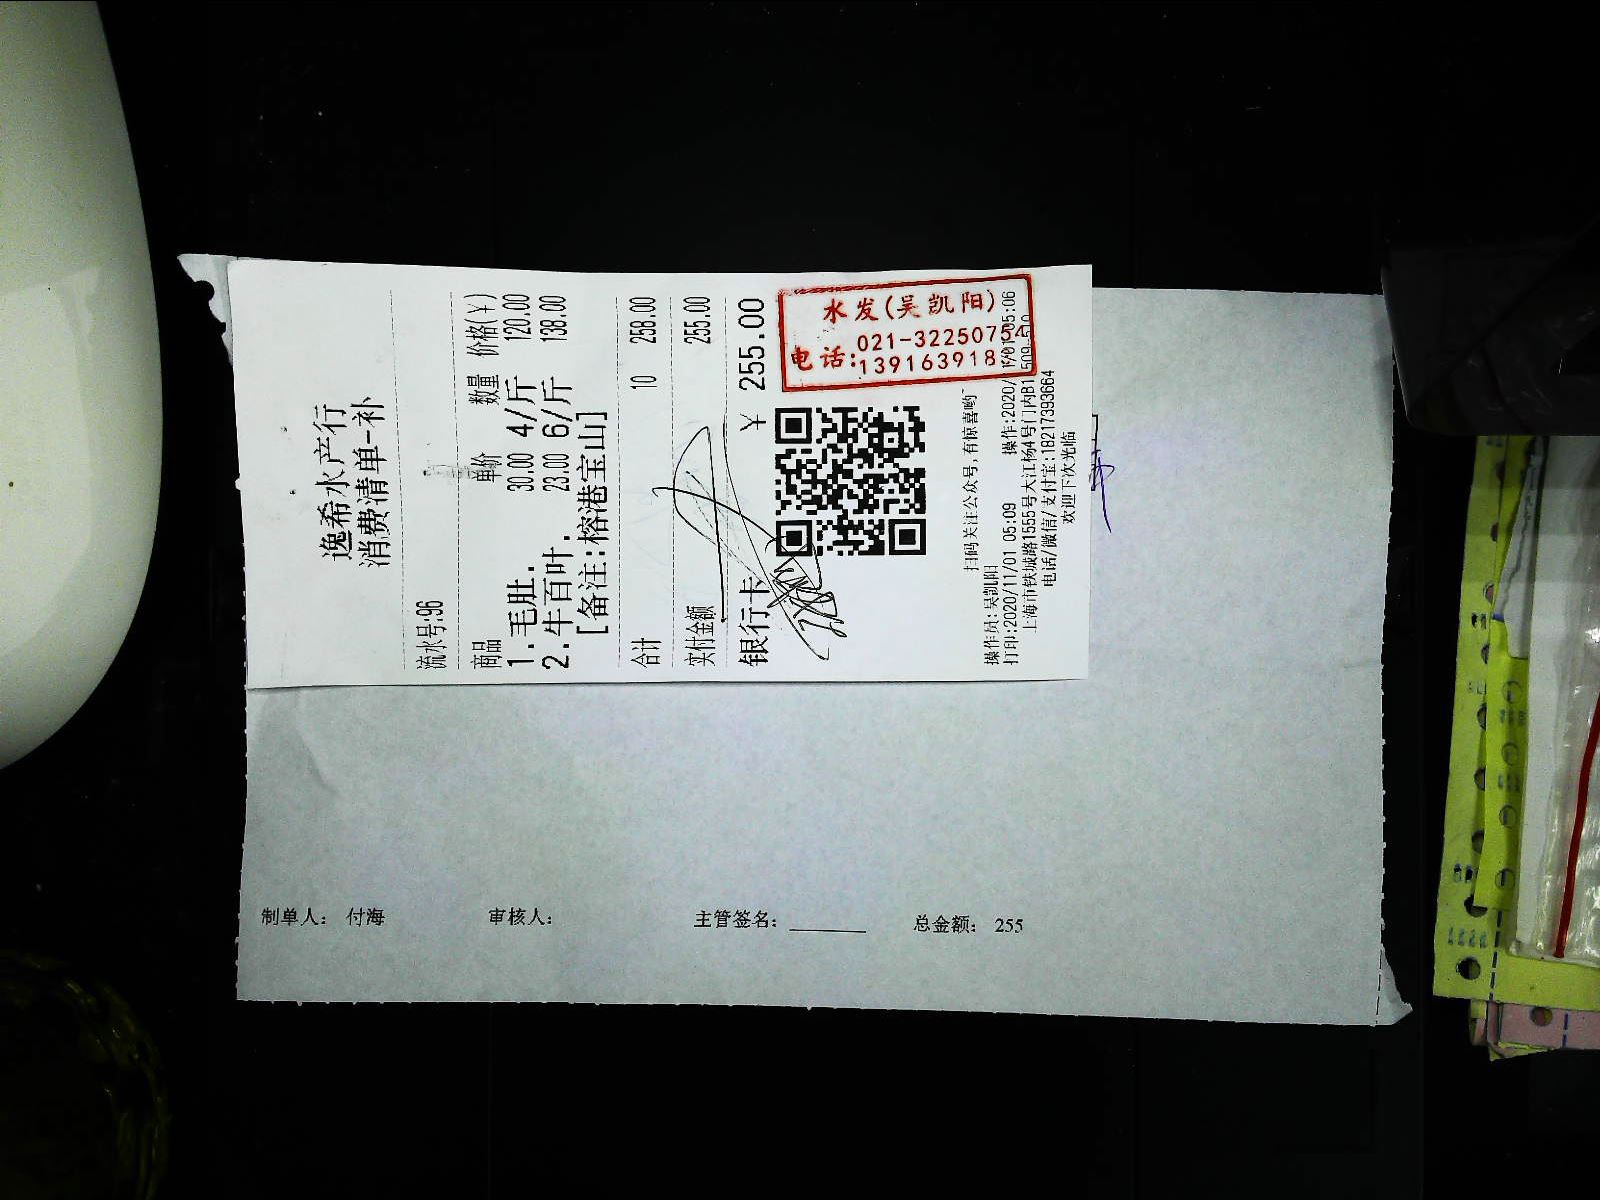 逸希水产行
消费清单-补
流水号:96
商品 单价 数量 价格(￥)
1.毛肚. 30.00 4/斤 120.00
2.牛百叶. 23.00 6/斤 138.00
[备注:榕港宝山]
合计 10 258.00
实付金额 255.00
银行卡 ￥ 255.00
水发(吴凯阳)
021-32250754
电话:139163918
扫码关注公众号,有惊喜哟~
操作员:吴凯阳 操作:2020/
打印:2020/11/01 05:09
上海市铁城路1555号大江杨4号门内B1
电话/微信/支付宝:18217393664
欢迎下次光临
制单人: 付海 审核人: 主管签名: 总金额: 255